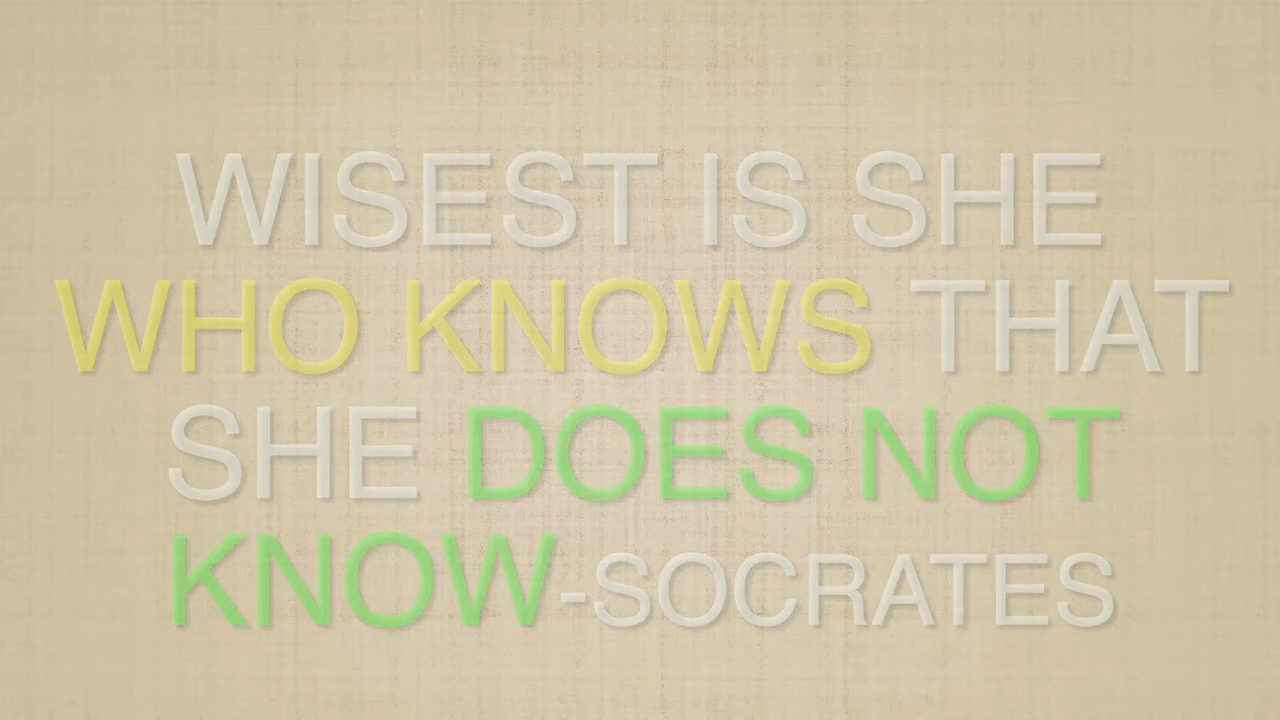 WISEST IS SHE
WHO KNOWS THAT
SHE DOES NOT
KNOW-SOCRATES